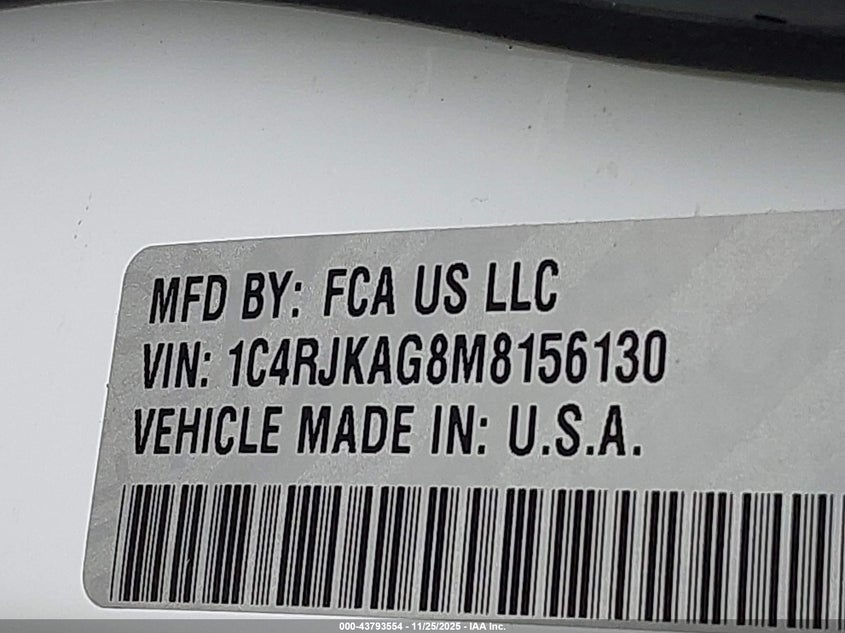 MFD BY: FCA US LLC
VIN: 1C4RJKAG8M8156130
VEHICLE MADE IN: U.S.A.
000-43793554 - 11/25/2025 - IAA Inc.